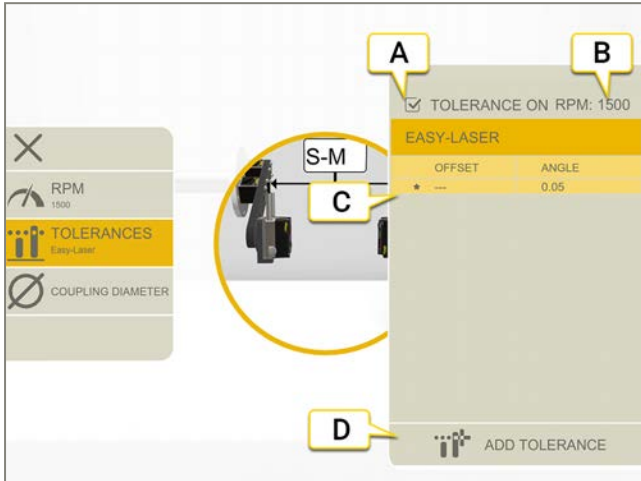 A
B
TOLERANCE ON RPM: 1500
EASY-LASER
OFFSET ANGLE
--- 0.05
C
S-M
RPM
1500
TOLERANCES
Easy-Laser
COUPLING DIAMETER
D
ADD TOLERANCE